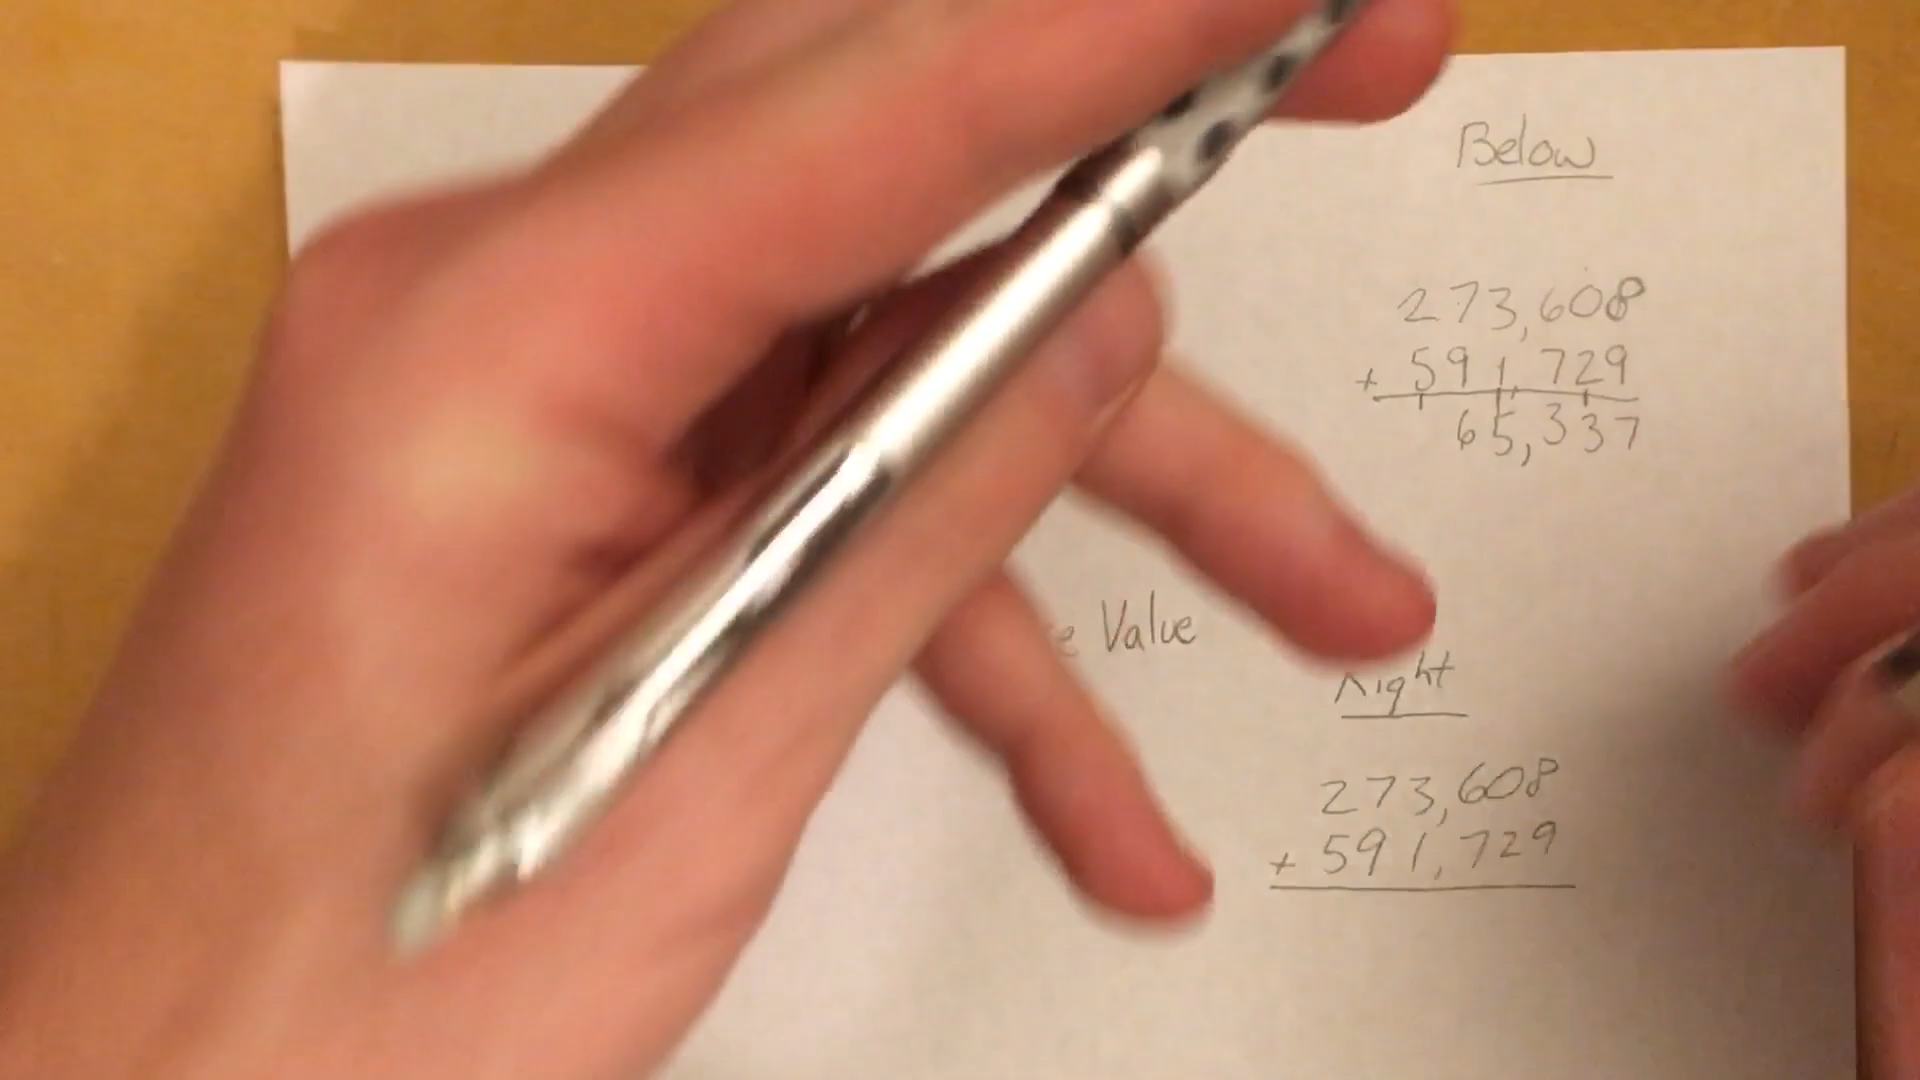 Below
273,608
+ 591,729
65,337
Value
Right
273,608
+ 591,729